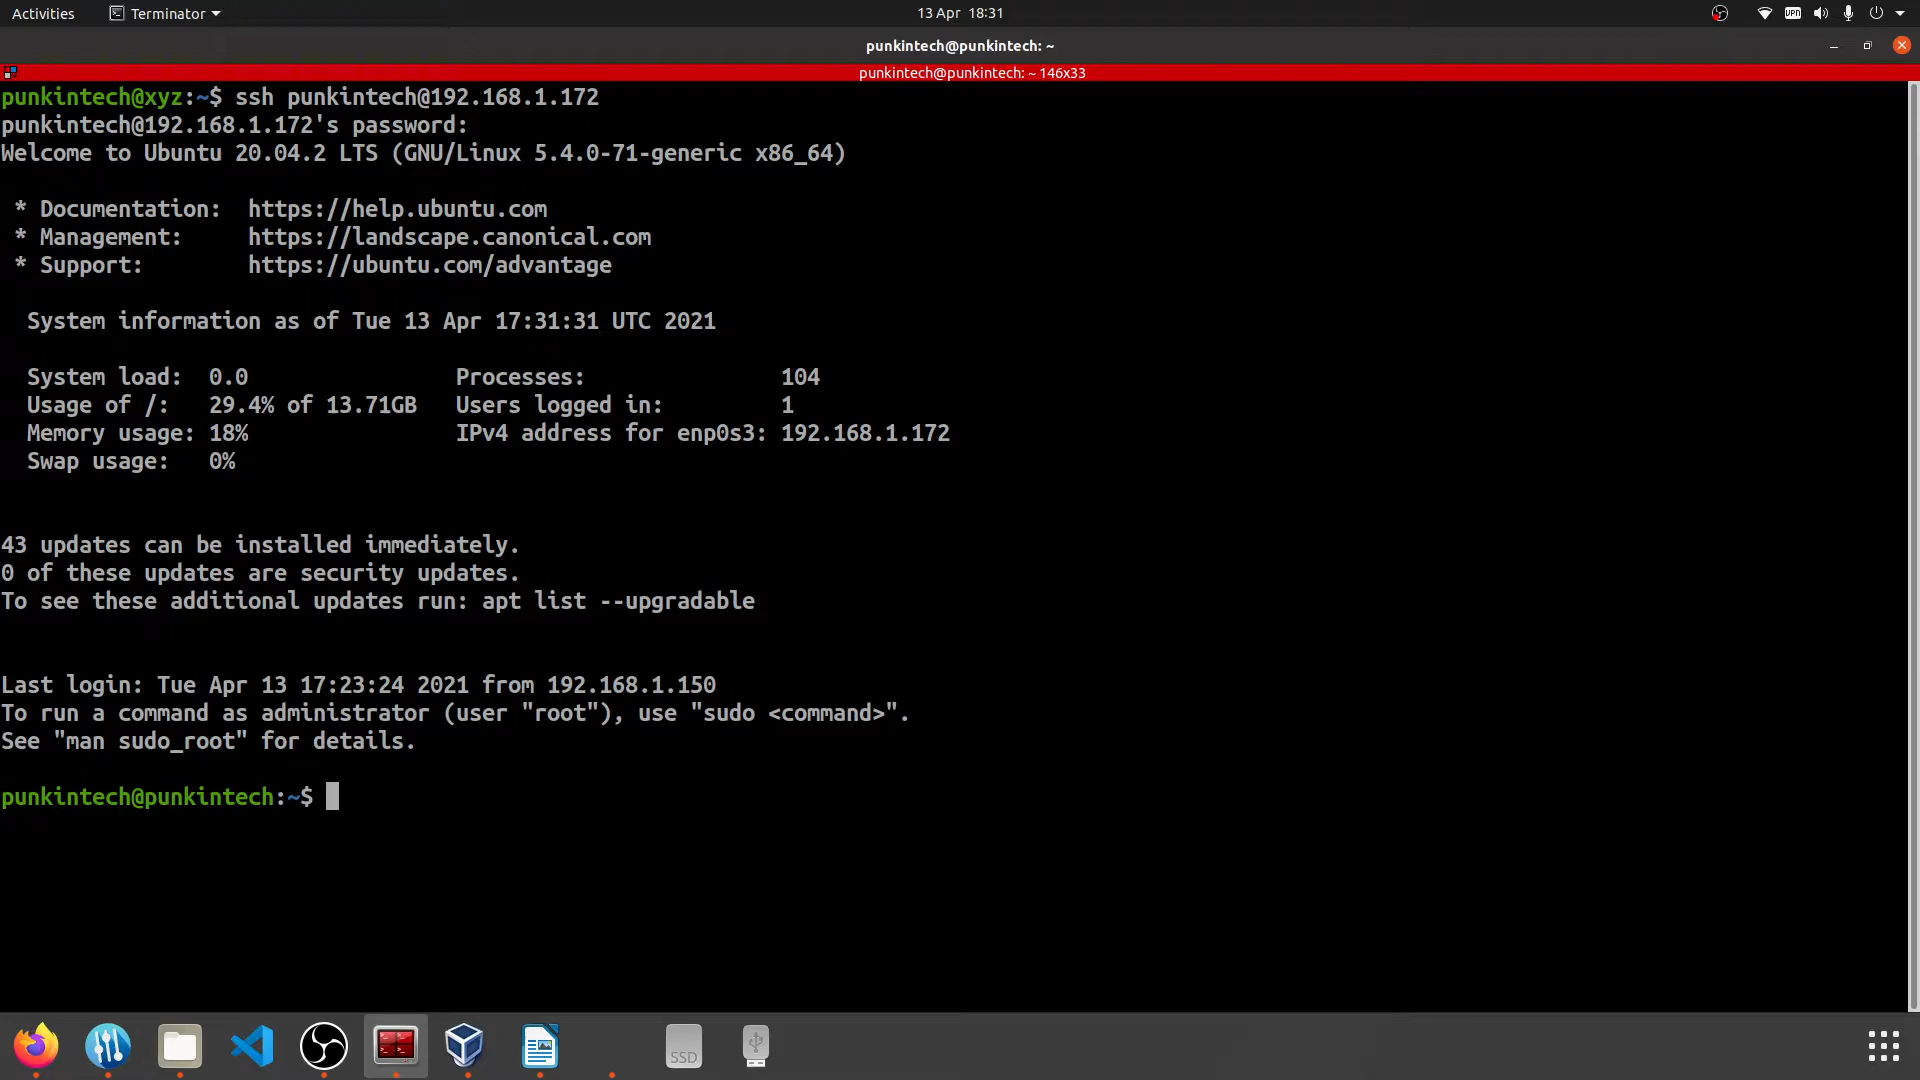 Activities Terminator 13 Apr 18:31 VPN
punkintech@punkintech: ~
punkintech@punkintech: ~ 146x33
punkintech@xyz:~$ ssh punkintech@192.168.1.172
punkintech@192.168.1.172's password:
Welcome to Ubuntu 20.04.2 LTS (GNU/Linux 5.4.0-71-generic x86_64)
* Documentation: https://help.ubuntu.com
* Management: https://landscape.canonical.com
* Support: https://ubuntu.com/advantage
System information as of Tue 13 Apr 17:31:31 UTC 2021
System load: 0.0 Processes: 104
Usage of /: 29.4% of 13.71GB Users logged in: 1
Memory usage: 18% IPv4 address for enp0s3: 192.168.1.172
Swap usage: 0%
43 updates can be installed immediately.
0 of these updates are security updates.
To see these additional updates run: apt list --upgradable
Last login: Tue Apr 13 17:23:24 2021 from 192.168.1.150
To run a command as administrator (user "root"), use "sudo <command>".
See "man sudo_root" for details.
punkintech@punkintech:~$
SSD